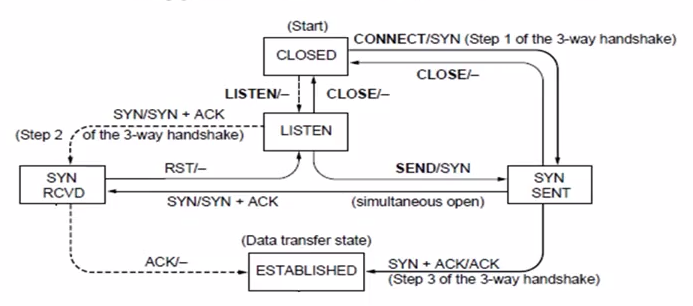 (Start)
CONNECT/SYN (Step 1 of the 3-way handshake)
CLOSED
CLOSE/–
LISTEN/–
CLOSE/–
SYN/SYN + ACK
(Step 2 of the 3-way handshake)
LISTEN
RST/–
SEND/SYN
SYN
RCVD
SYN
SENT
SYN/SYN + ACK
(simultaneous open)
(Data transfer state)
ACK/–
ESTABLISHED
SYN + ACK/ACK
(Step 3 of the 3-way handshake)